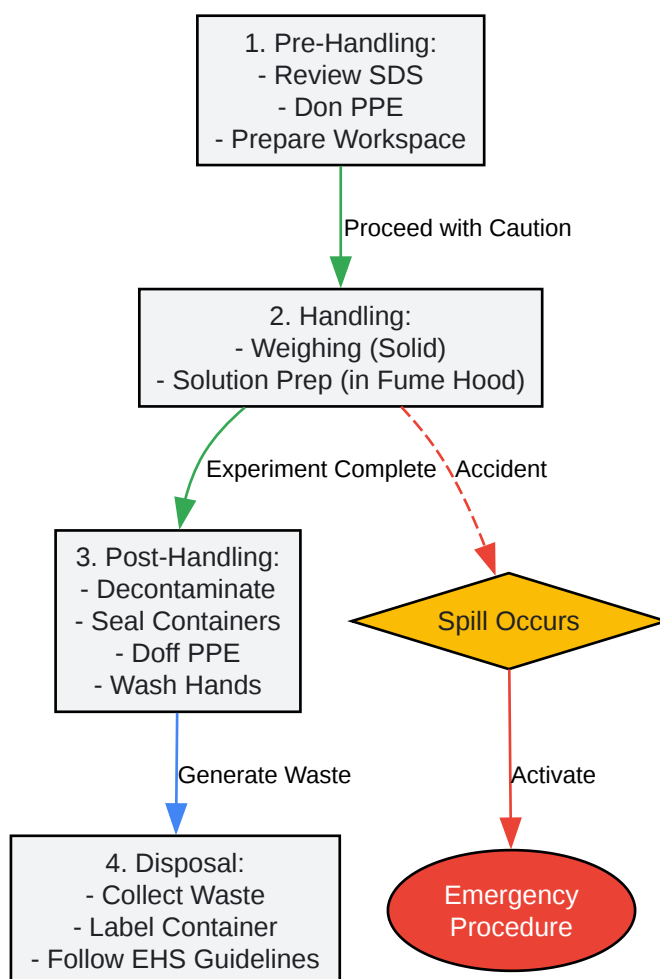 1. Pre-Handling:
- Review SDS
- Don PPE
- Prepare Workspace
Proceed with Caution
2. Handling:
- Weighing (Solid)
- Solution Prep (in Fume Hood)
Experiment Complete
Accident
3. Post-Handling:
- Decontaminate
- Seal Containers
- Doff PPE
- Wash Hands
Spill Occurs
Generate Waste
Activate
4. Disposal:
- Collect Waste
- Label Container
- Follow EHS Guidelines
Emergency
Procedure